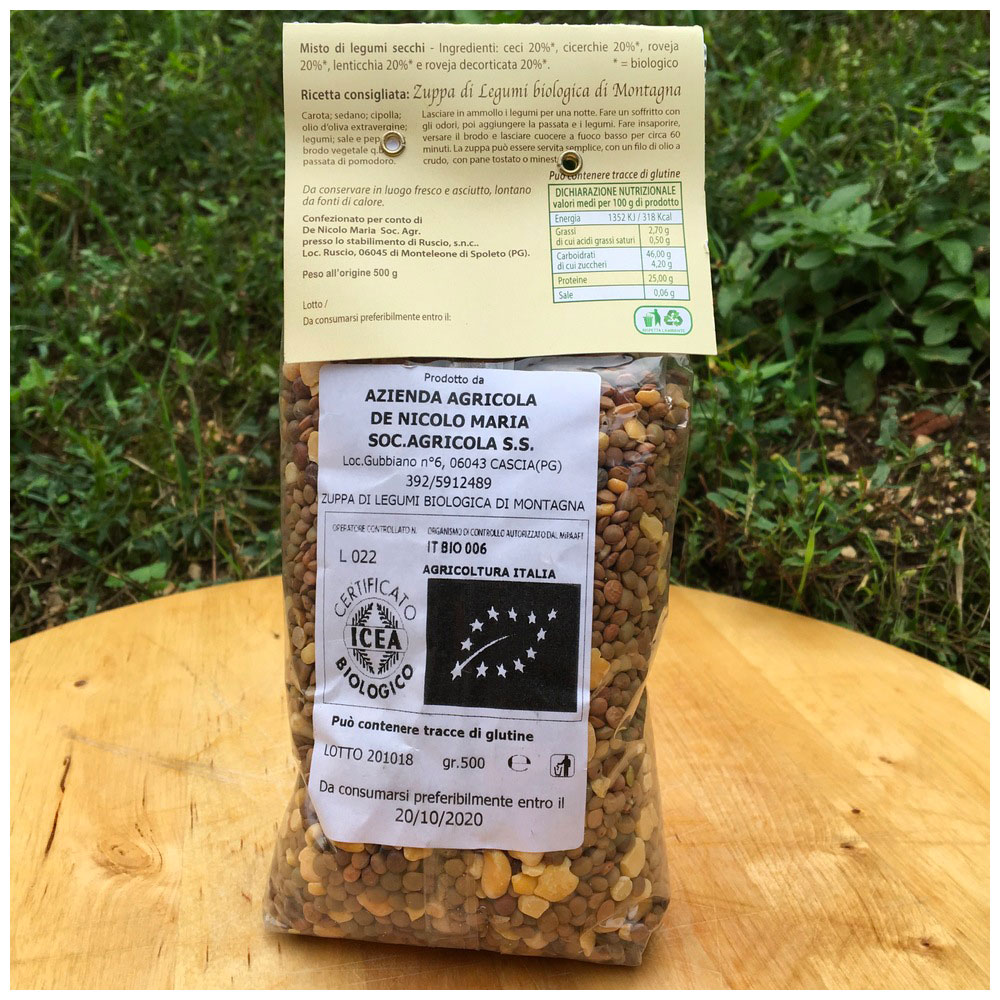 Misto di legumi secchi - Ingredienti: ceci 20%*, cicerchie 20%*, roveja
20%*, lenticchia 20%* e roveja decorticata 20%*. * = biologico
Ricetta consigliata: Zuppa di Legumi biologica di Montagna
Carota; sedano; cipolla;
olio d'oliva extravergine;
legumi; sale e pep
brodo vegetale q.
passata di pomodoro.
Lasciare in ammollo i legumi per una notte. Fare un soffritto con
gli odori, poi aggiungere la passata e i legumi. Fare insaporire,
versare il brodo e lasciare cuocere a fuoco basso per circa 60
minuti. La zuppa può essere servita semplice, con un filo di olio a
crudo, con pane tostato o minest
Può contenere tracce di glutine
Da conservare in luogo fresco e asciutto, lontano
da fonti di calore.
Confezionato per conto di
De Nicolo Maria Soc. Agr.
presso lo stabilimento di Ruscio, s.n.c..
Loc. Ruscio, 06045 di Monteleone di Spoleto (PG).
Peso all'origine 500 g
Lotto /
Da consumarsi preferibilmente entro il:
DICHIARAZIONE NUTRIZIONALE
valori medi per 100 g di prodotto
Energia 1352 KJ / 318 Kcal
Grassi 2,70 g
di cui acidi grassi saturi 0,50 g
Carboidrati 46,00 g
di cui zuccheri 4,20 g
Proteine 25,00 g
Sale 0,06 g
RISPETTA L'AMBIENTE
Prodotto da
AZIENDA AGRICOLA
DE NICOLO MARIA
SOC.AGRICOLA S.S.
Loc.Gubbiano n°6, 06043 CASCIA(PG)
392/5912489
ZUPPA DI LEGUMI BIOLOGICA DI MONTAGNA
OPERATORE CONTROLLATO N. ORGANISMO DI CONTROLLO AUTORIZZATO DAL MiPAAF
L 022 IT BIO 006
AGRICOLTURA ITALIA
CERTIFICATO
ICEA
BIOLOGICO
Può contenere tracce di glutine
LOTTO 201018 gr.500 e
Da consumarsi preferibilmente entro il
20/10/2020